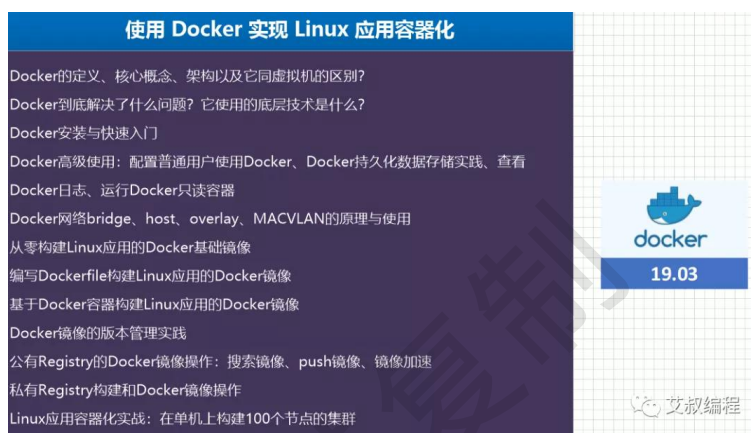 使用 Docker 实现 Linux 应用容器化
Docker的定义、核心概念、架构以及它同虚拟机的区别？
Docker到底解决了什么问题？它使用的底层技术是什么？
Docker安装与快速入门
Docker高级使用：配置普通用户使用Docker、Docker持久化数据存储实践、查看
Docker日志、运行Docker只读容器
Docker网络bridge、host、overlay、MACVLAN的原理与使用
从零构建Linux应用的Docker基础镜像
编写Dockerfile构建Linux应用的Docker镜像
基于Docker容器构建Linux应用的Docker镜像
Docker镜像的版本管理实践
公有Registry的Docker镜像操作：搜索镜像、push镜像、镜像加速
私有Registry构建和Docker镜像操作
Linux应用容器化实战：在单机上构建100个节点的集群
docker
19.03
复制
艾叔编程